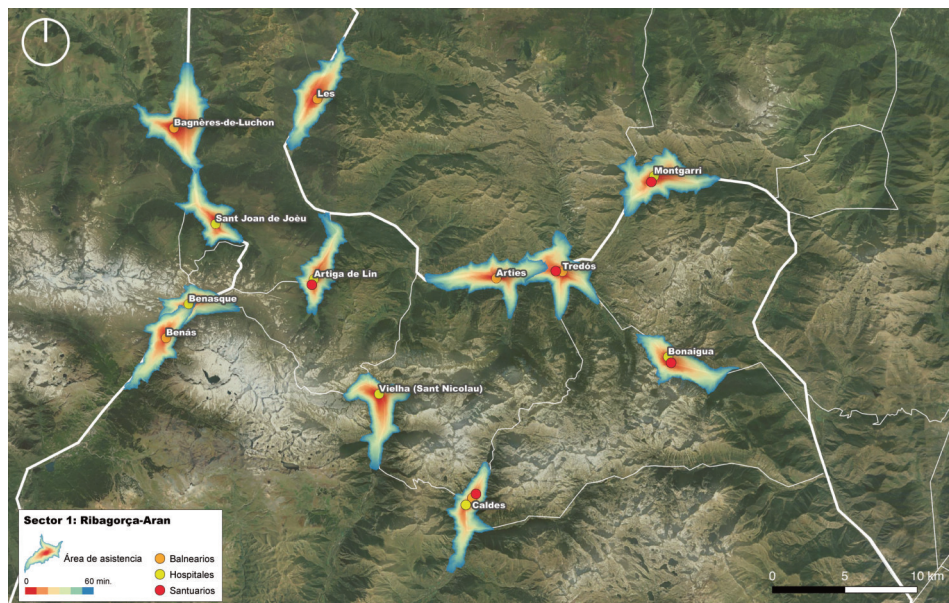 Les
Bagnères-de-Luchon
Montgarri
Sant Joan de Joèu
Artiga de Lin
Arties
Tredós
Benasque
Benás
Bonaigua
Vielha (Sant Nicolau)
Caldes
Sector 1: Ribagorça-Aran
Área de asistencia
0 60 min.
Balnearios
Hospitales
Santuarios
0 5 10 km